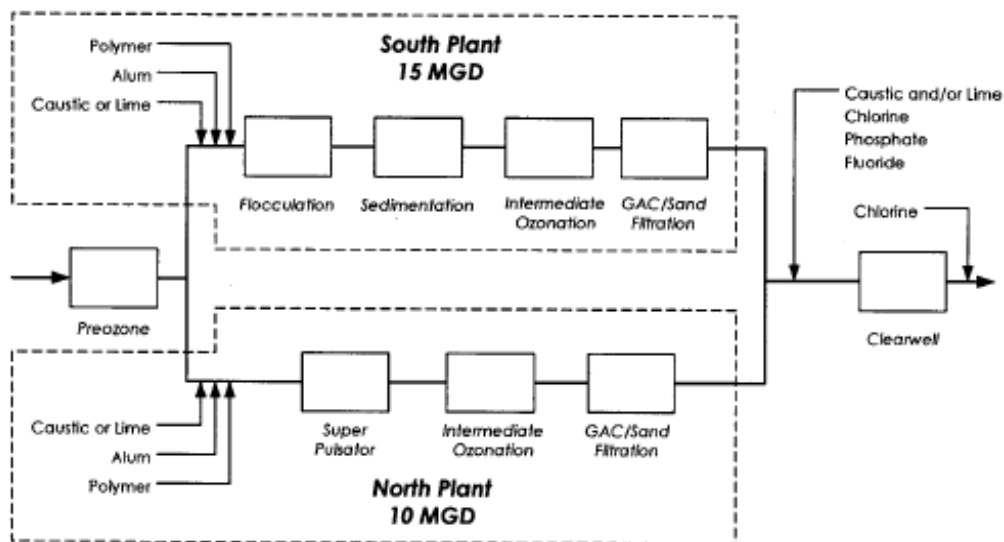 South Plant
15 MGD
Polymer
Alum
Caustic or Lime
Flocculation
Sedimentation
Intermediate
Ozonation
GAC/Sand
Filtration
Caustic and/or Lime
Chlorine
Phosphate
Fluoride
Chlorine
Preozone
Clearwell
Caustic or Lime
Alum
Polymer
Super
Pulsator
Intermediate
Ozonation
GAC/Sand
Filtration
North Plant
10 MGD